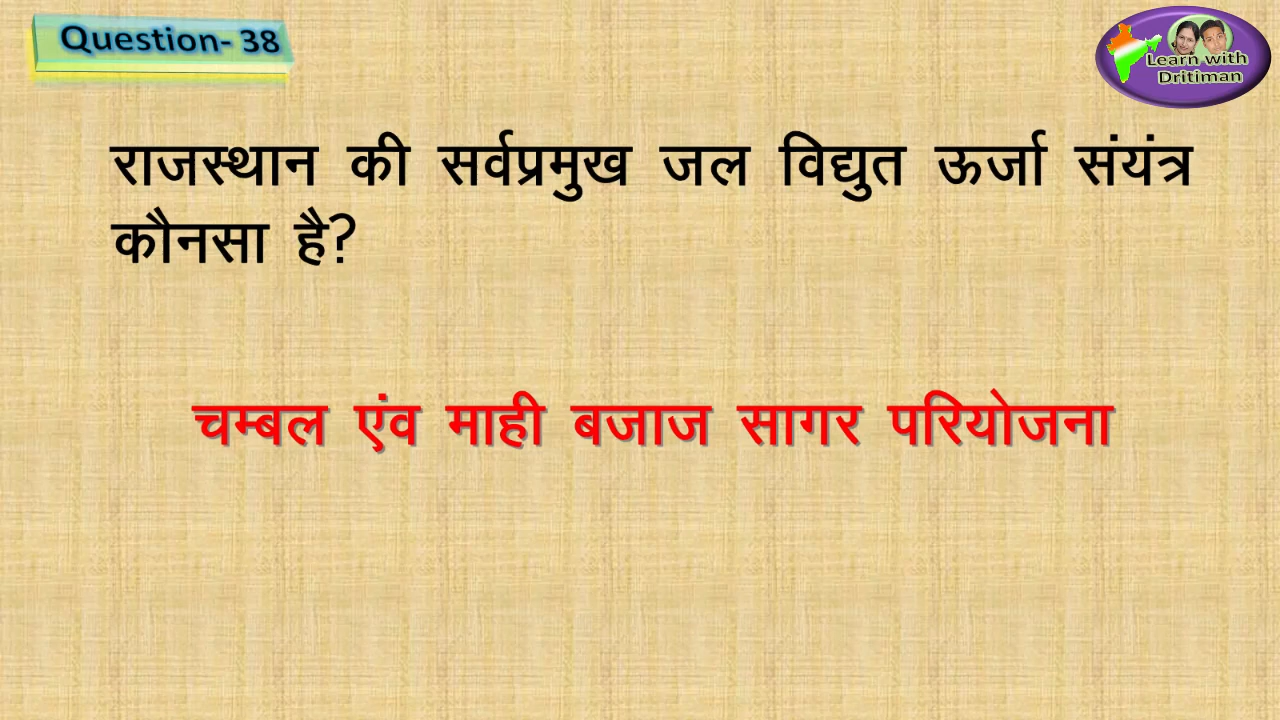 Question- 38
Learn with
Dritiman
राजस्थान की सर्वप्रमुख जल विद्युत ऊर्जा संयंत्र
कौनसा है?
चम्बल एंव माही बजाज सागर परियोजना